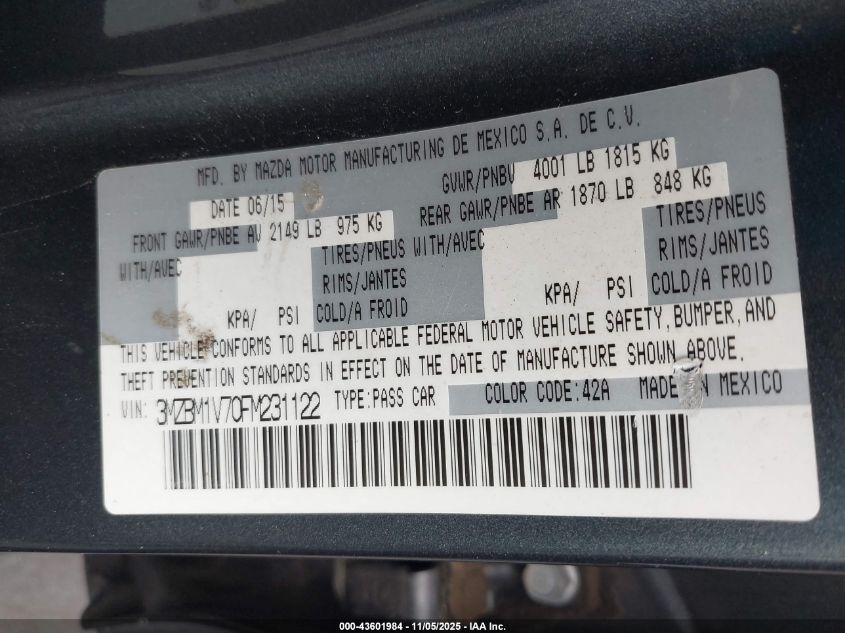 MFD. BY MAZDA MOTOR MANUFACTURING DE MEXICO S.A. DE C.V.
DATE 06/15 GVWR/PNBV 4001 LB 1815 KG
FRONT GAWR/PNBE AV 2149 LB 975 KG REAR GAWR/PNBE AR 1870 LB 848 KG
WITH/AVEC TIRES/PNEUS WITH/AVEC TIRES/PNEUS
RIMS/JANTES RIMS/JANTES
KPA/ PSI COLD/A FROID KPA/ PSI COLD/A FROID
THIS VEHICLE CONFORMS TO ALL APPLICABLE FEDERAL MOTOR VEHICLE SAFETY, BUMPER, AND
THEFT PREVENTION STANDARDS IN EFFECT ON THE DATE OF MANUFACTURE SHOWN ABOVE.
VIN: 3MZBM1V70FM231122 TYPE:PASS CAR COLOR CODE:42A MADE IN MEXICO
000-43601984 - 11/05/2025 - IAA Inc.